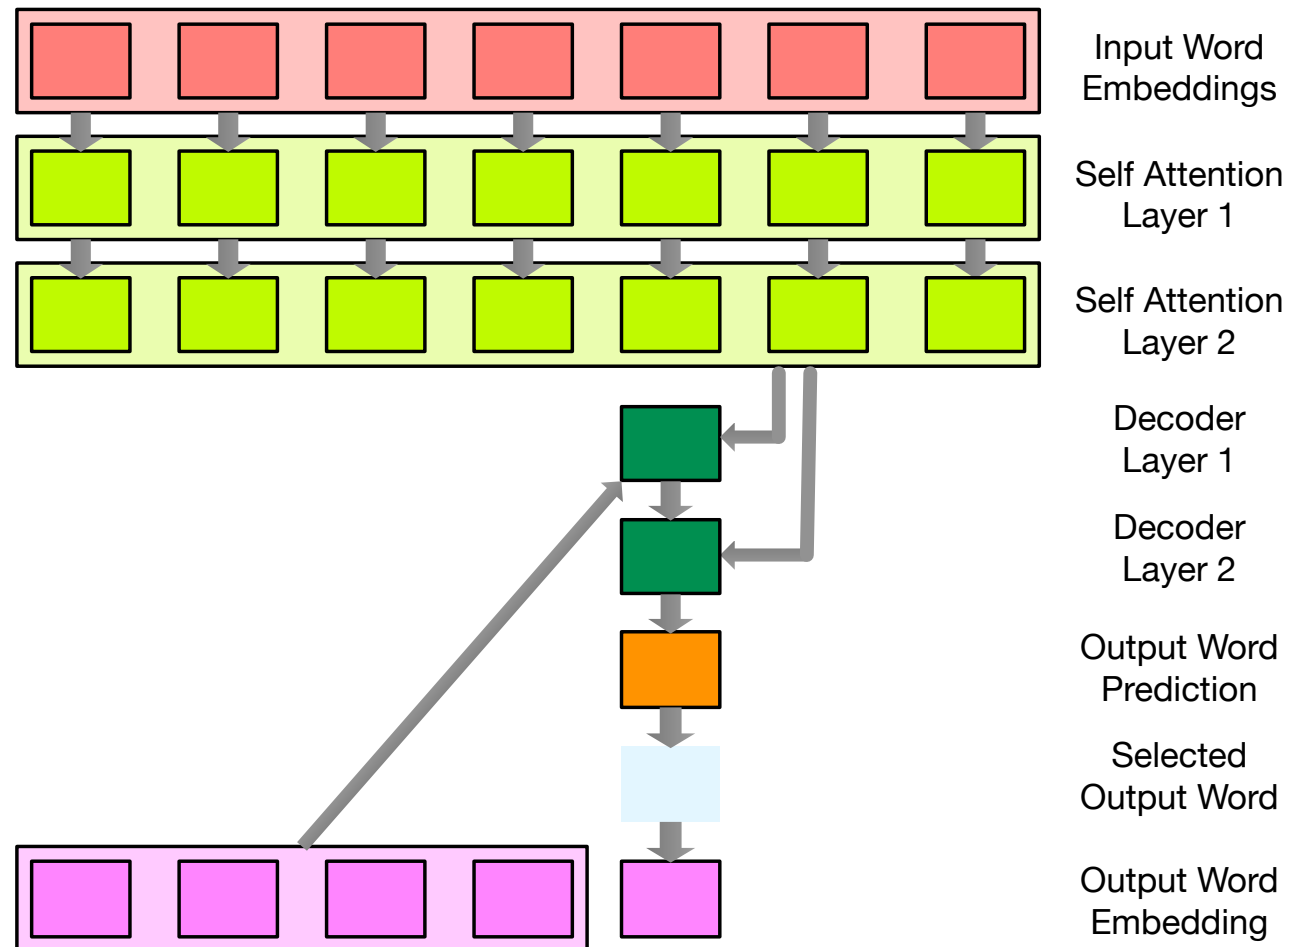 Input Word
Embeddings
Self Attention
Layer 1
Self Attention
Layer 2
Decoder
Layer 1
Decoder
Layer 2
Output Word
Prediction
Selected
Output Word
Output Word
Embedding